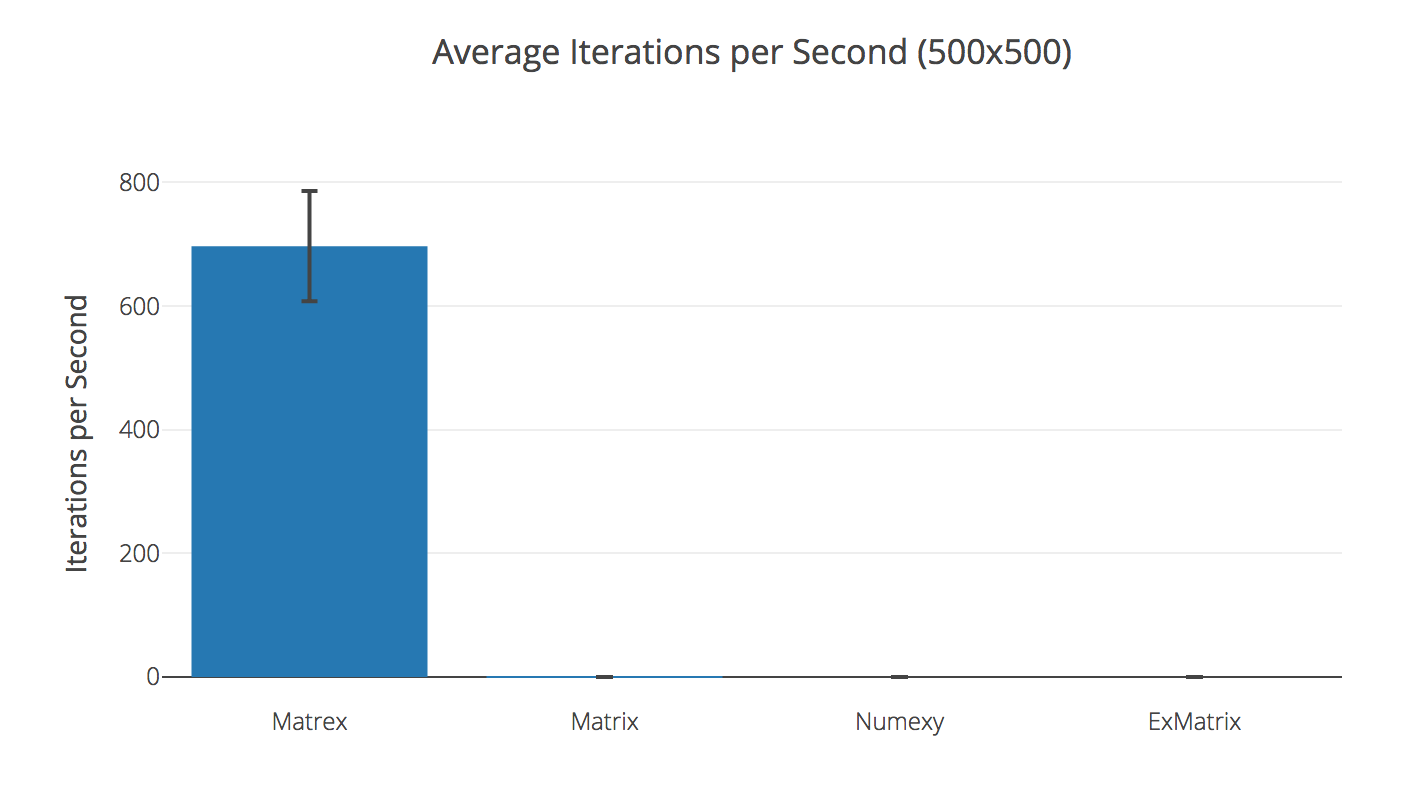 Average Iterations per Second (500x500)
Iterations per Second
800
600
400
200
0
Matrex
Matrix
Numexy
ExMatrix